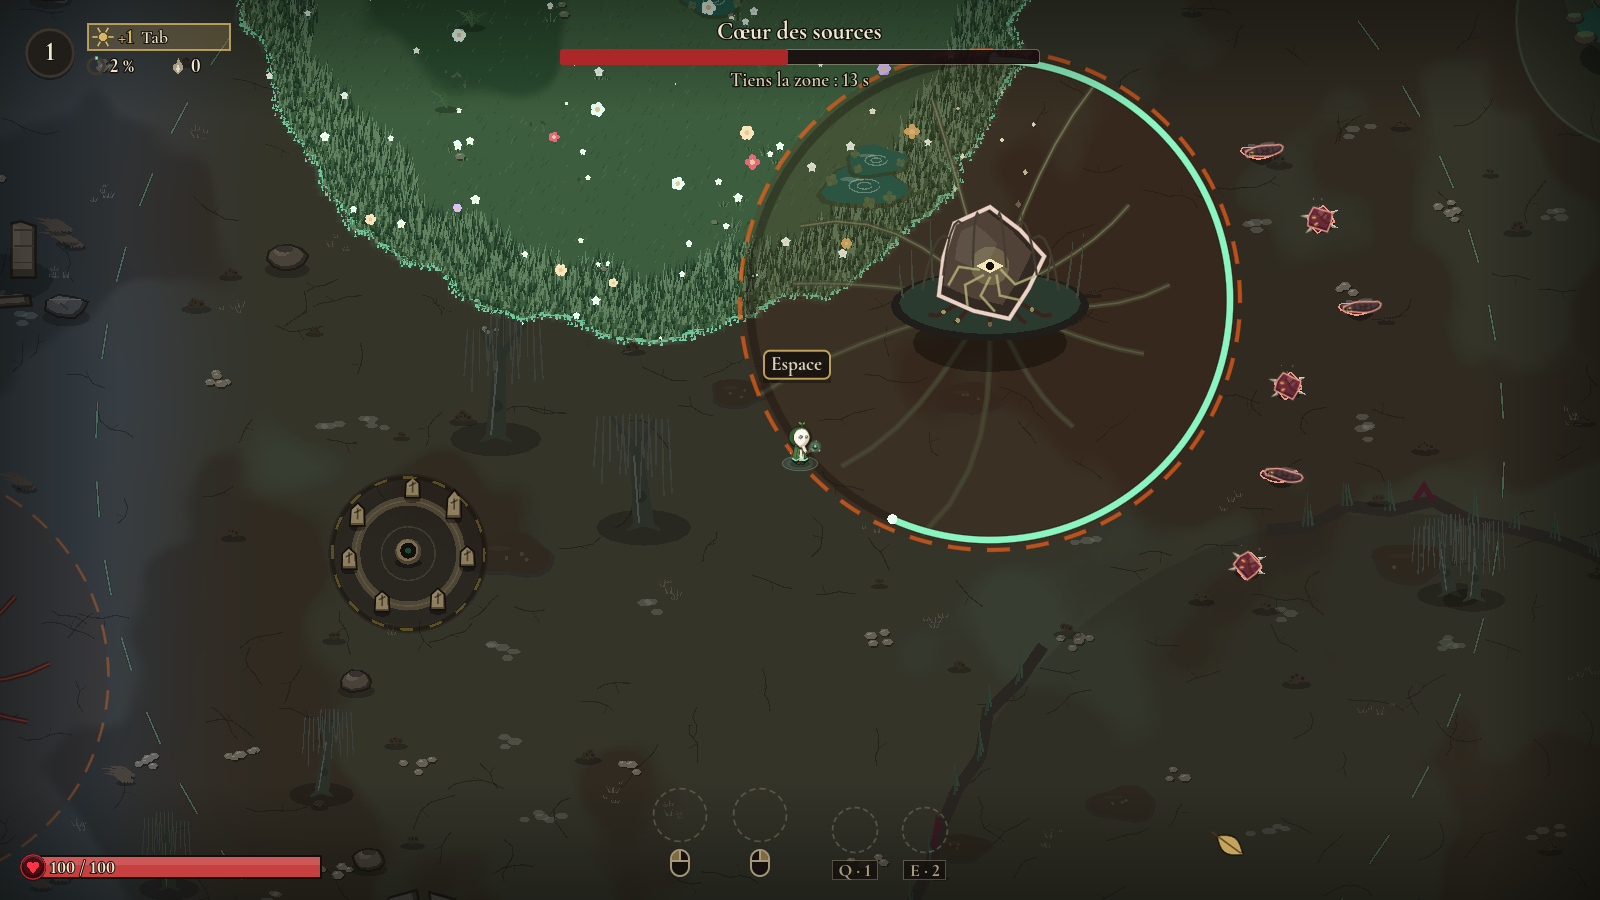 Cœur des sources
1
+1 Tab
2 %
0
Tiens la zone : 13 s
Espace
100 / 100
Q · 1
E · 2